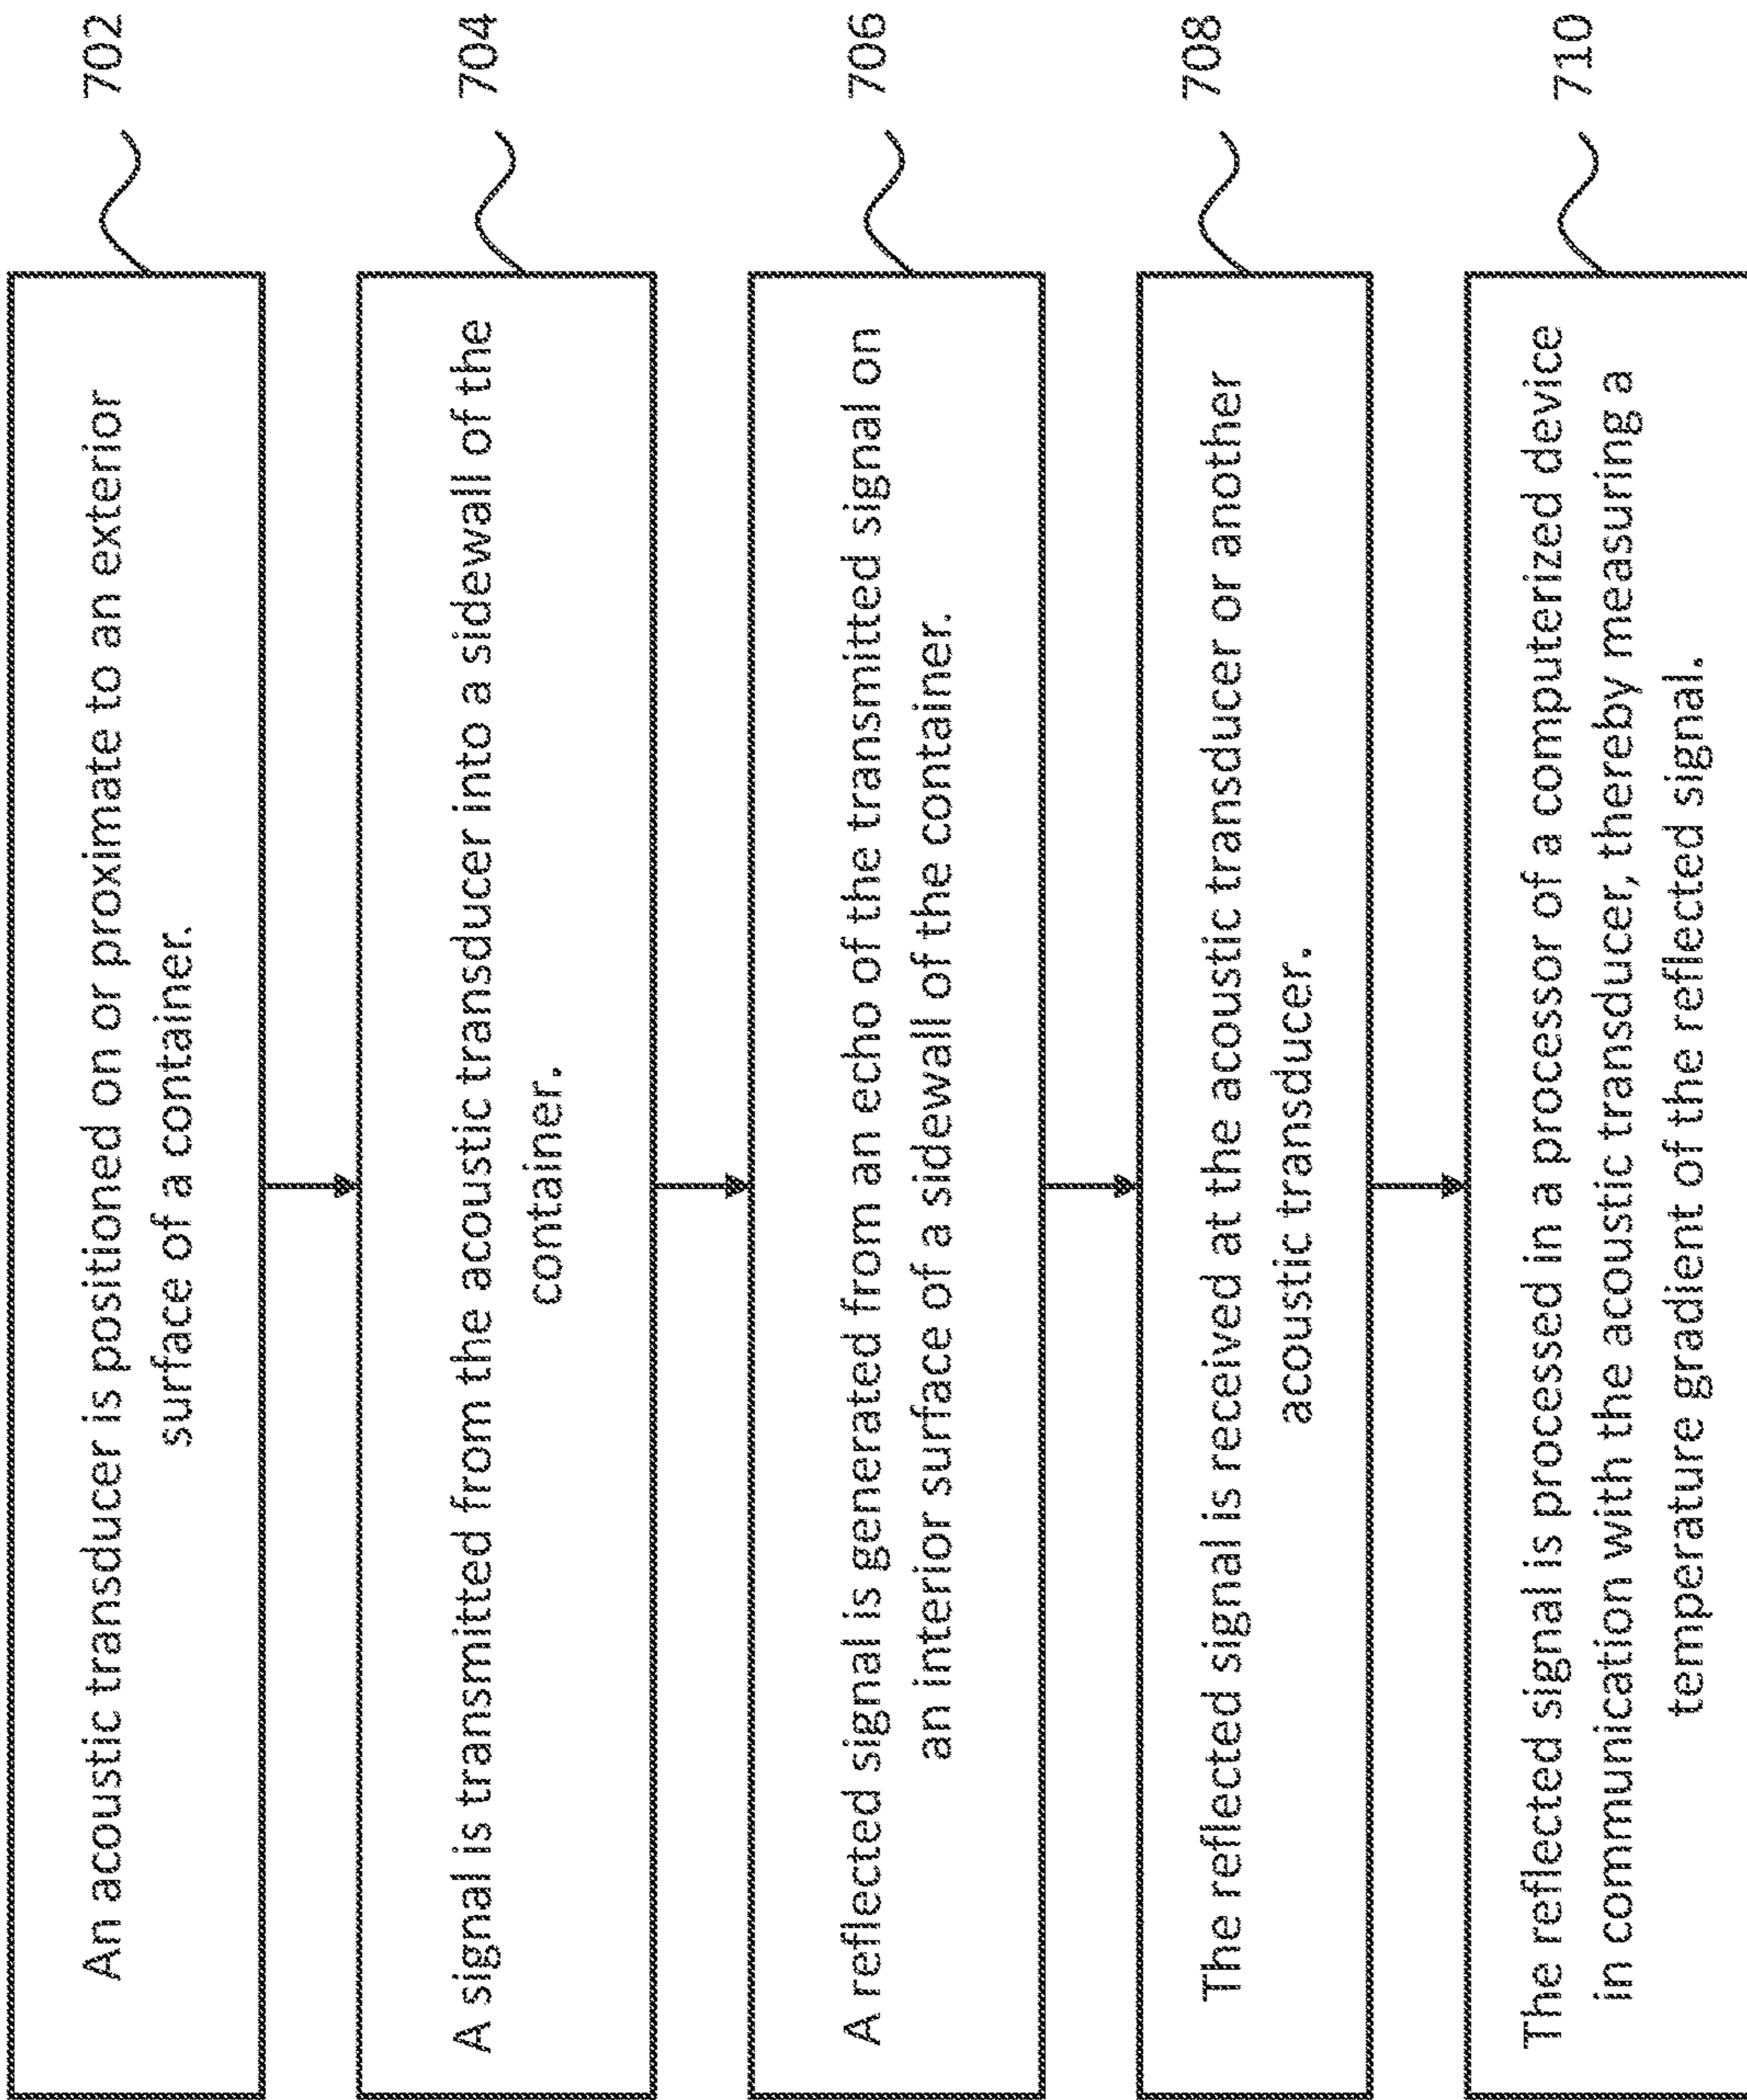 An acoustic transducer is positioned on or proximate to an exterior
surface of a container.
702
A signal is transmitted from the acoustic transducer into a sidewall of the
container.
704
A reflected signal is generated from an echo of the transmitted signal on
an interior surface of a sidewall of the container.
706
The reflected signal is received at the acoustic transducer or another
acoustic transducer.
708
The reflected signal is processed in a processor of a computerized device
in communication with the acoustic transducer, thereby measuring a
temperature gradient of the reflected signal.
710